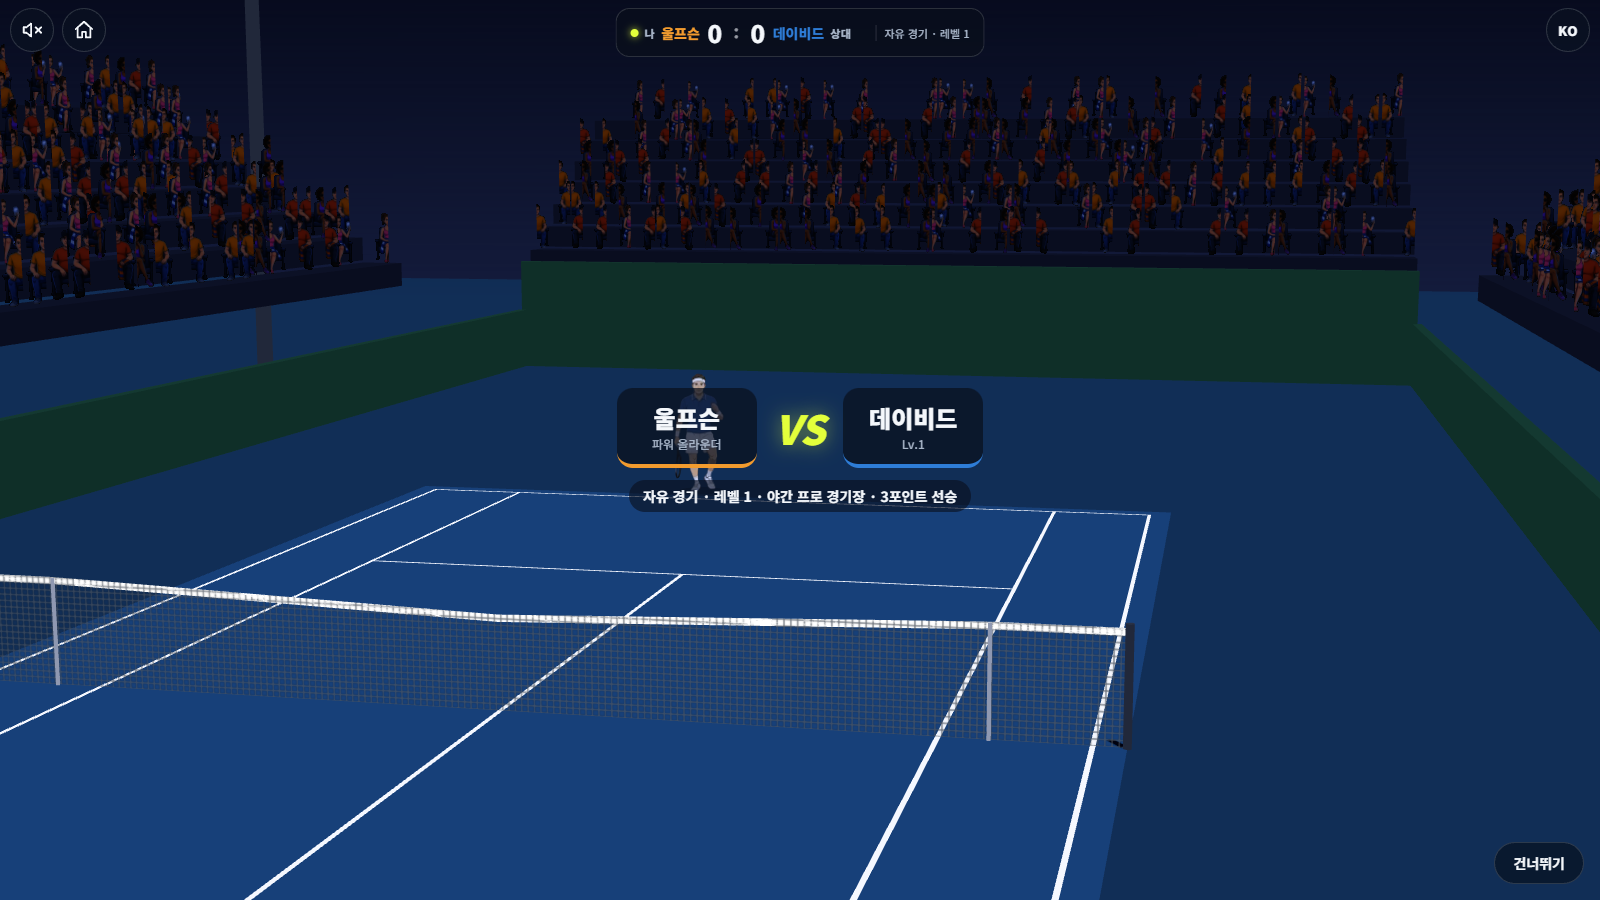 나 울프슨 0 : 0 데이비드 상대 자유 경기 · 레벨 1
KO
울프슨
파워 올라운더
VS
데이비드
Lv.1
자유 경기 · 레벨 1 · 야간 프로 경기장 · 3포인트 선승
건너뛰기